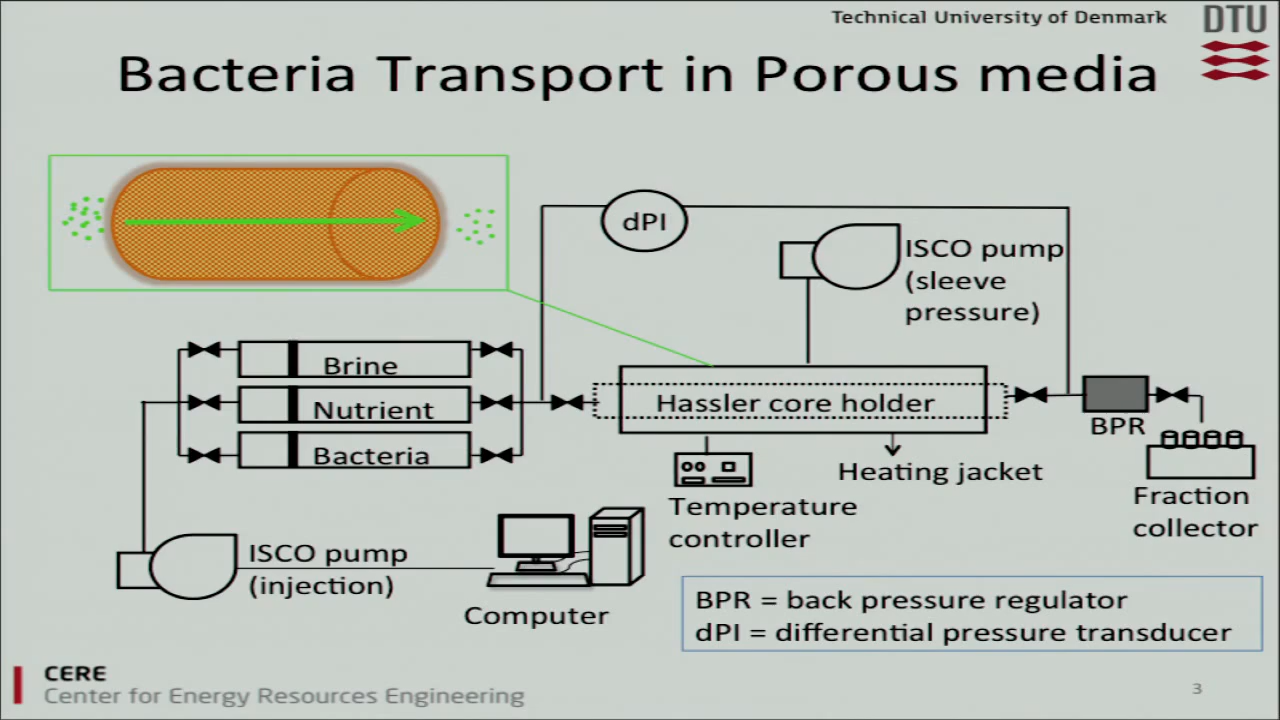 Technical University of Denmark
DTU
Bacteria Transport in Porous media
dPI
ISCO pump
(sleeve
pressure)
Brine
Nutrient
Bacteria
Hassler core holder
BPR
Heating jacket
Temperature
controller
Fraction
collector
ISCO pump
(injection)
Computer
BPR = back pressure regulator
dPI = differential pressure transducer
CERE
Center for Energy Resources Engineering
3